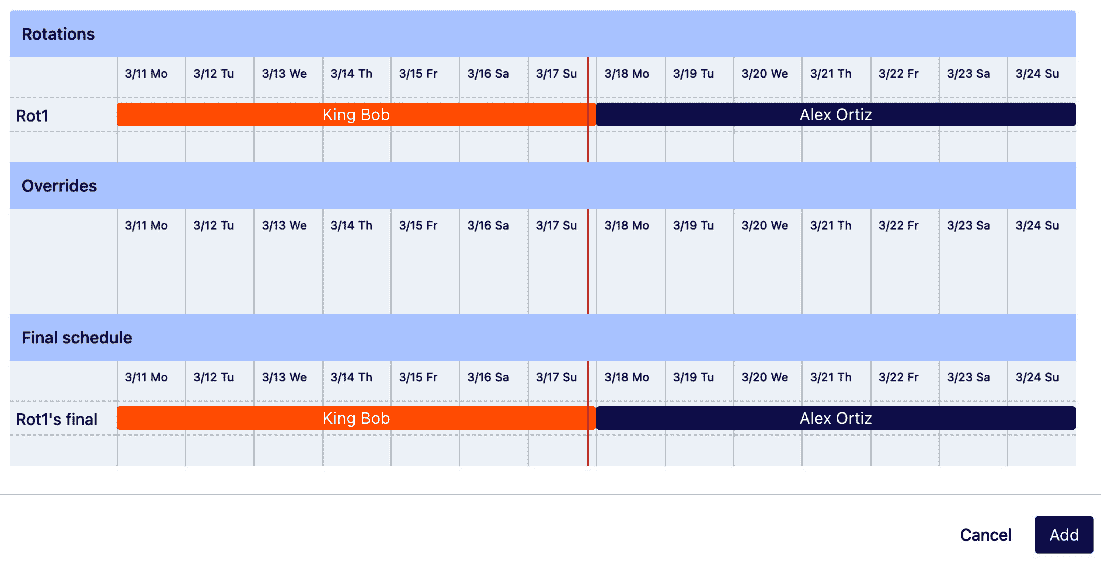 Rotations
3/11 Mo 3/12 Tu 3/13 We 3/14 Th 3/15 Fr 3/16 Sa 3/17 Su 3/18 Mo 3/19 Tu 3/20 We 3/21 Th 3/22 Fr 3/23 Sa 3/24 Su
Rot1 King Bob Alex Ortiz
Overrides
3/11 Mo 3/12 Tu 3/13 We 3/14 Th 3/15 Fr 3/16 Sa 3/17 Su 3/18 Mo 3/19 Tu 3/20 We 3/21 Th 3/22 Fr 3/23 Sa 3/24 Su
Final schedule
3/11 Mo 3/12 Tu 3/13 We 3/14 Th 3/15 Fr 3/16 Sa 3/17 Su 3/18 Mo 3/19 Tu 3/20 We 3/21 Th 3/22 Fr 3/23 Sa 3/24 Su
Rot1's final King Bob Alex Ortiz
Cancel Add